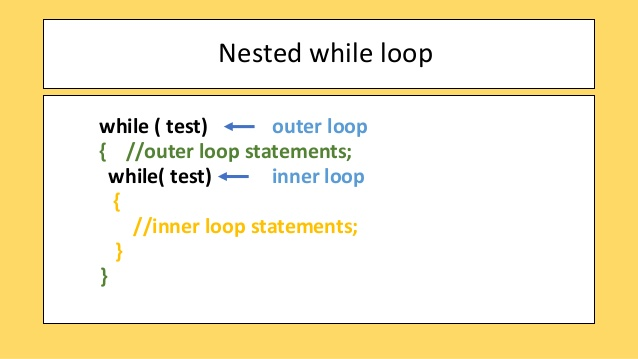 Nested while loop
while ( test) outer loop
{ //outer loop statements;
while( test) inner loop
{
//inner loop statements;
}
}